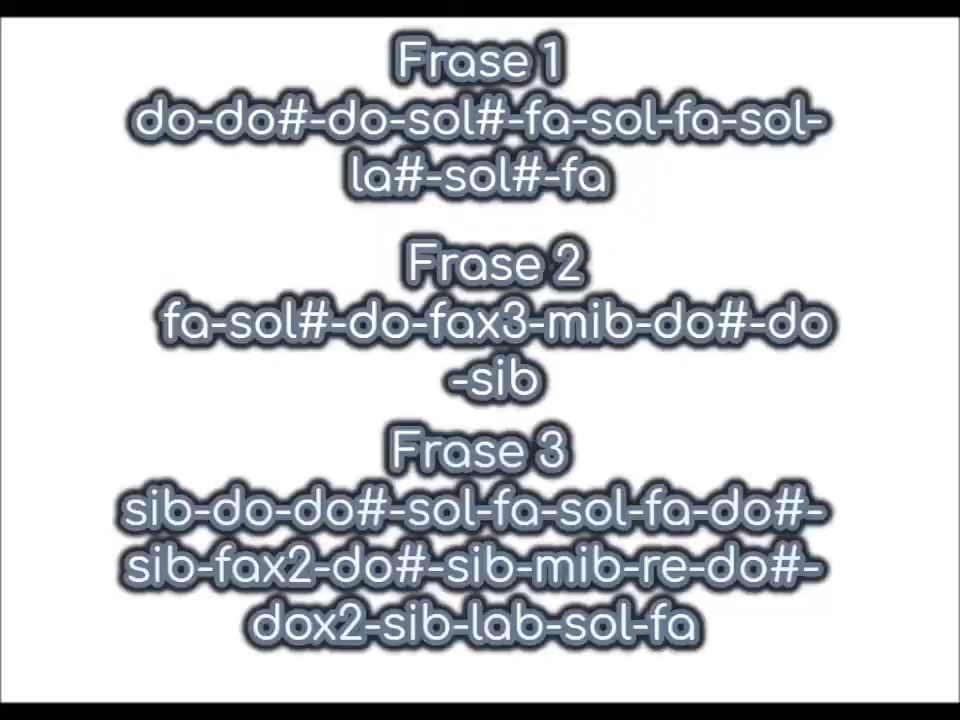 Frase 1
do-do#-do-sol#-fa-sol-fa-sol-
la#-sol#-fa
Frase 2
fa-sol#-do-fax3-mib-do#-do
-sib
Frase 3
sib-do-do#-sol-fa-sol-fa-do#-
sib-fax2-do#-sib-mib-re-do#-
dox2-sib-lab-sol-fa